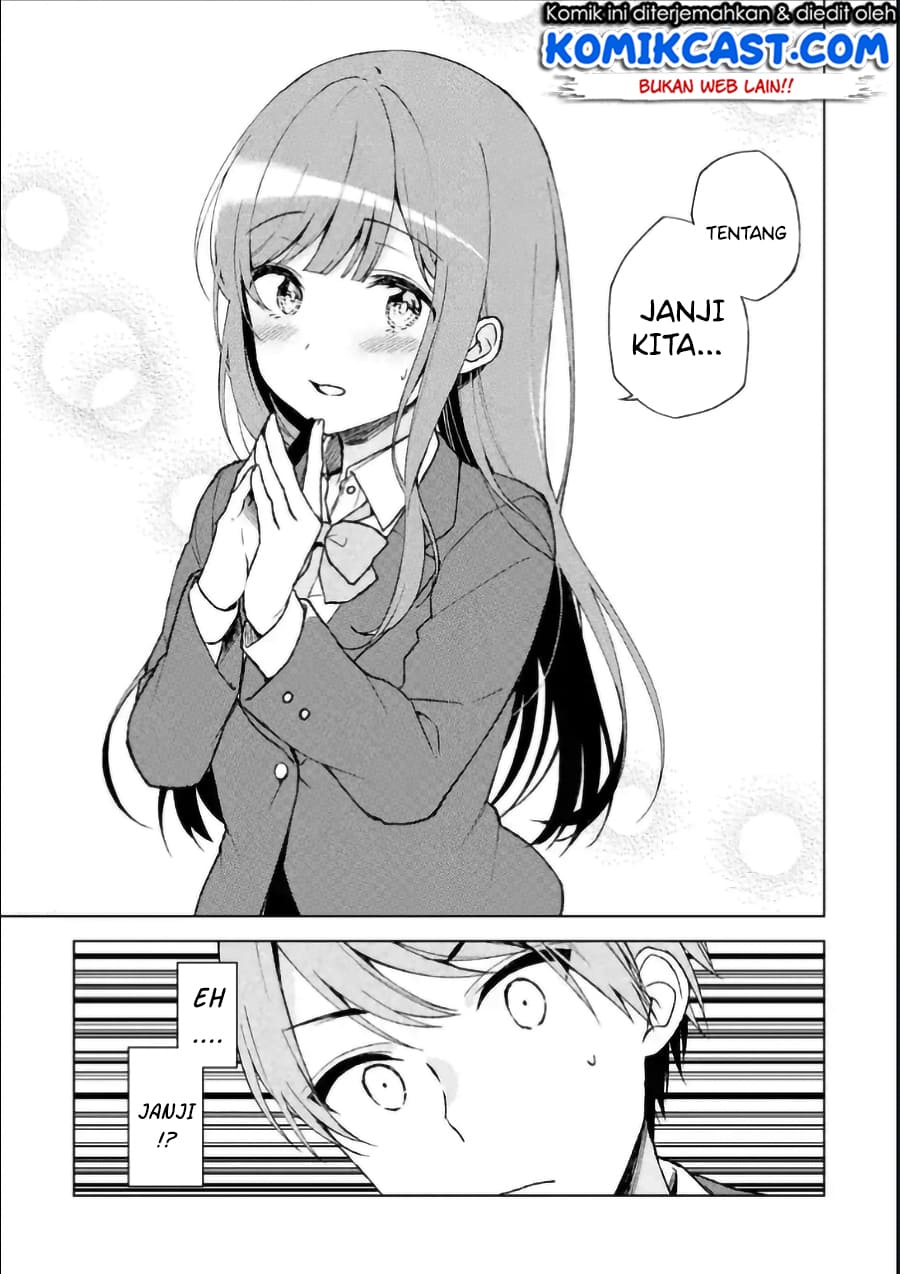 Komik ini diterjemahkan & diedit oleh
KOMIKCAST.COM
BUKAN WEB LAIN!!
TENTANG
JANJI
KITA...
EH
....
JANJI
!?